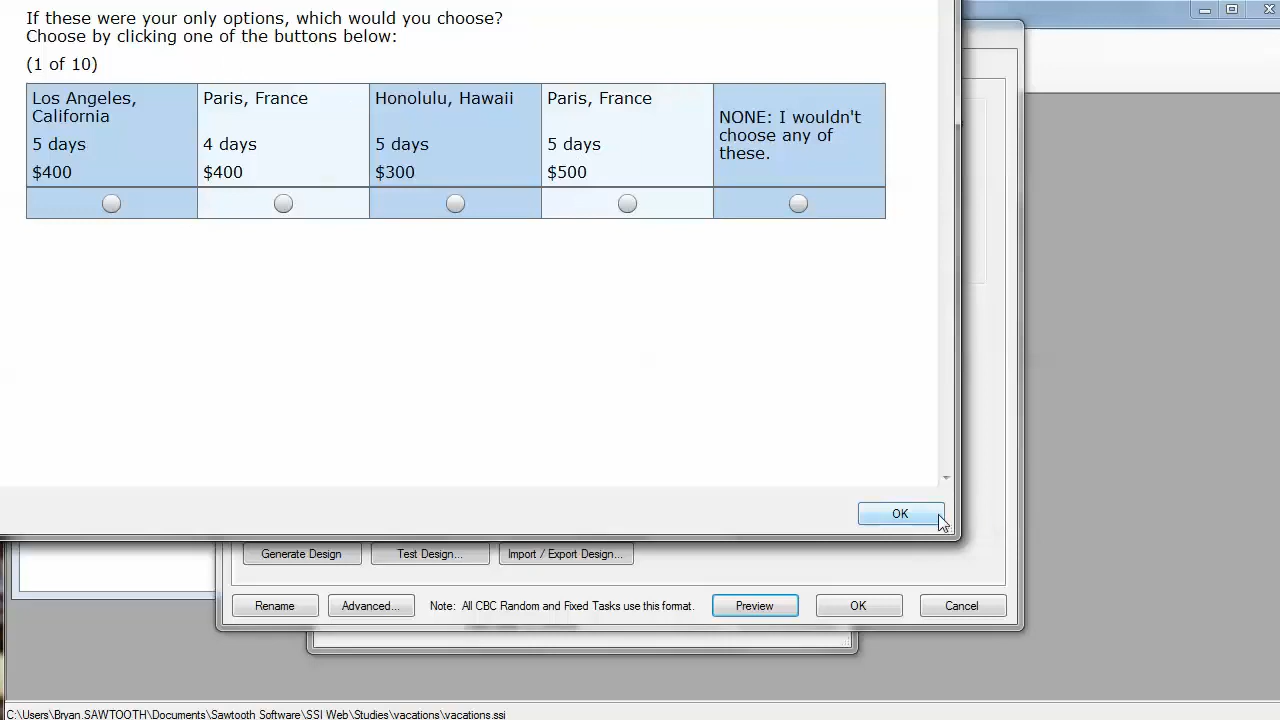 If these were your only options, which would you choose?
Choose by clicking one of the buttons below:
(1 of 10)
Los Angeles,
California
5 days
$400
Paris, France
4 days
$400
Honolulu, Hawaii
5 days
$300
Paris, France
5 days
$500
NONE: I wouldn't
choose any of
these.
OK
Generate Design
Test Design...
Import / Export Design...
Rename
Advanced...
Note: All CBC Random and Fixed Tasks use this format.
Preview
OK
Cancel
C:\Users\Bryan.SAWTOOTH\Documents\Sawtooth Software\SSI Web\Studies\vacations\vacations.ssi